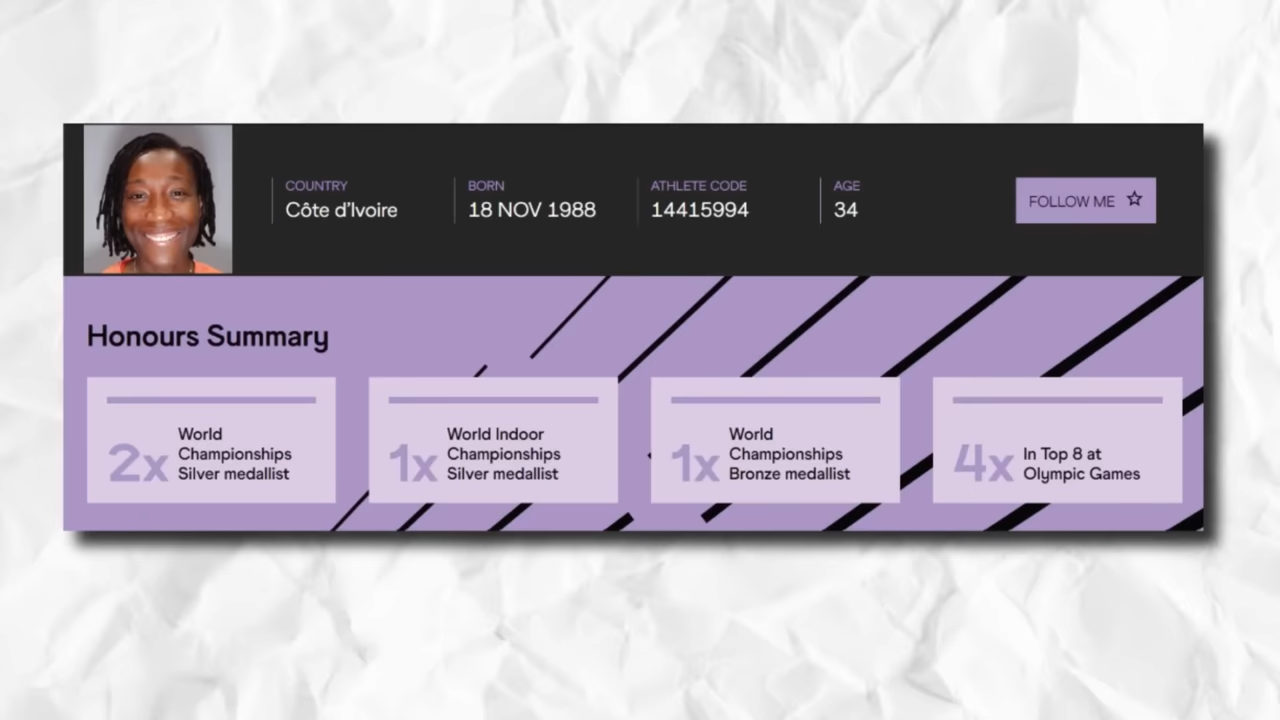 COUNTRY
Côte d'Ivoire
BORN
18 NOV 1988
ATHLETE CODE
14415994
AGE
34
FOLLOW ME
Honours Summary
2x
World
Championships
Silver medallist
1x
World Indoor
Championships
Silver medallist
1x
World
Championships
Bronze medallist
4x
In Top 8 at
Olympic Games